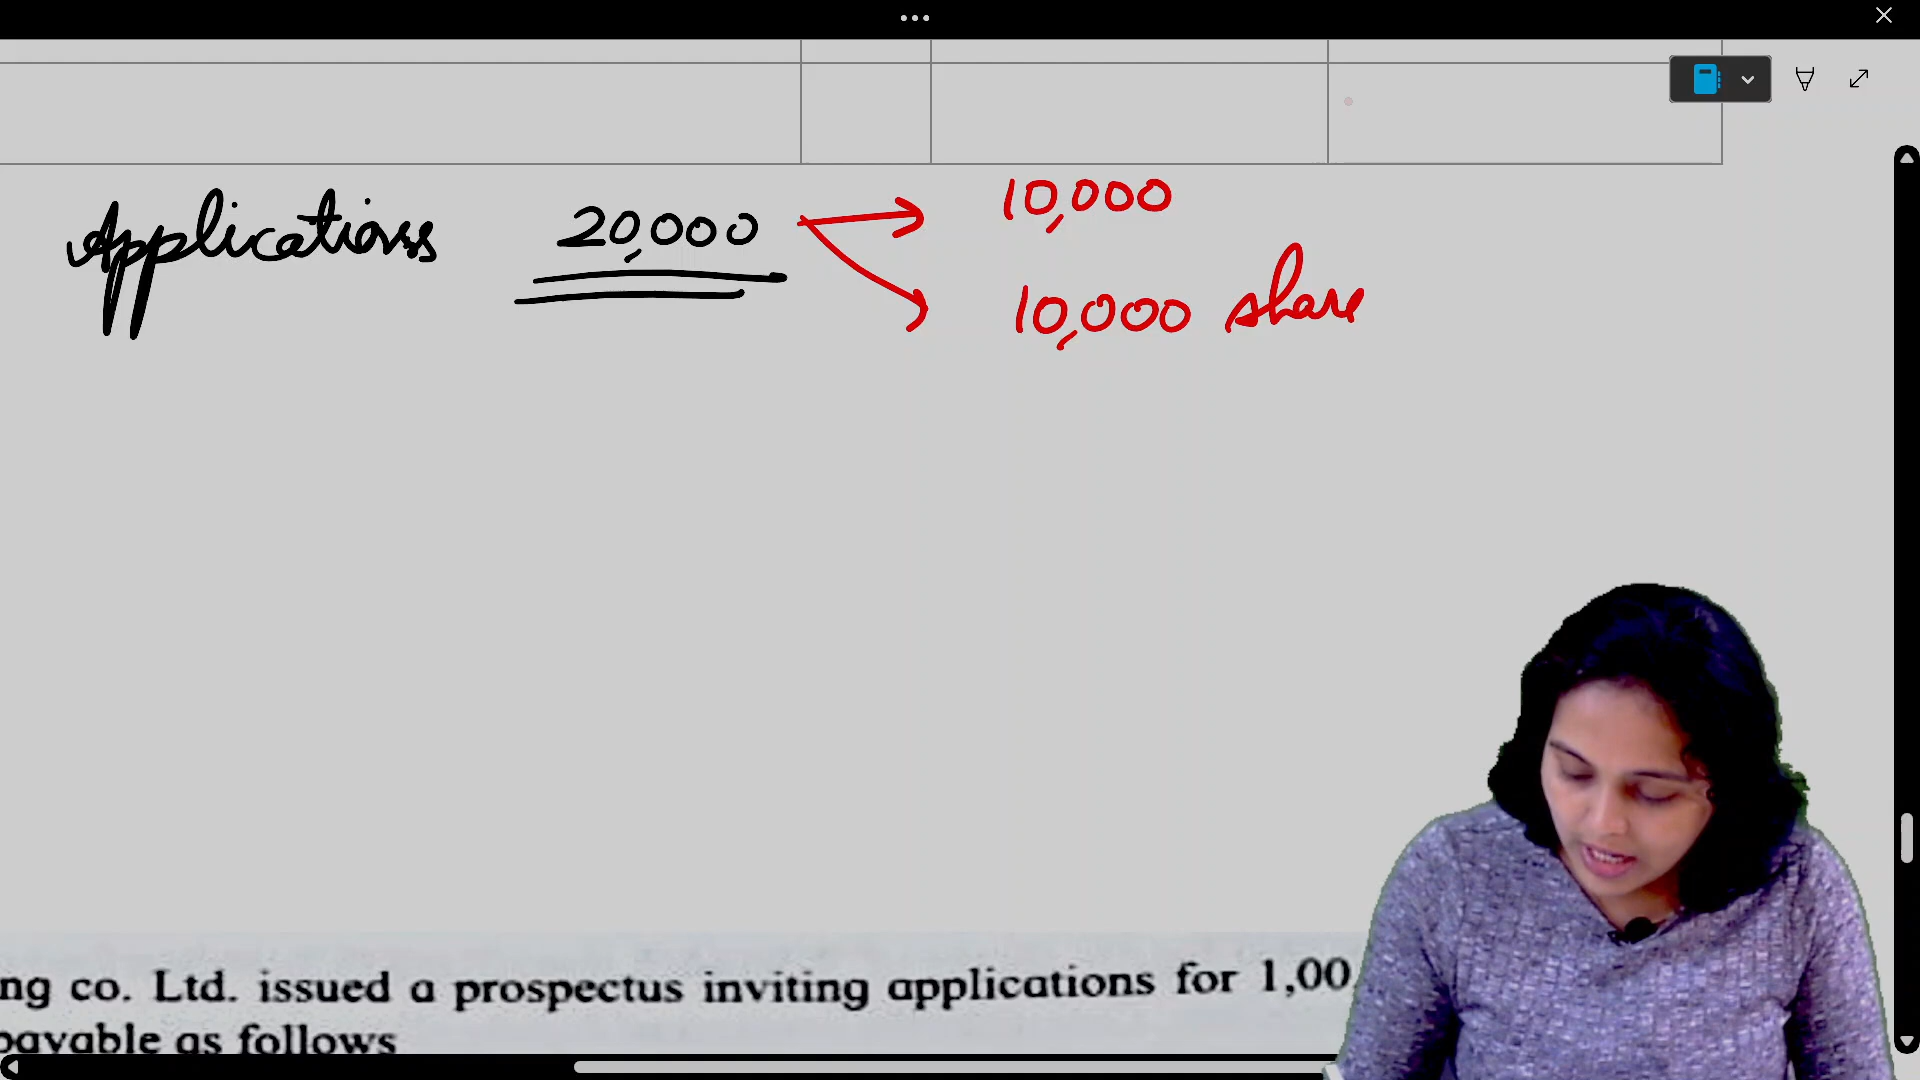 Applications 20,000 10,000
10,000 share
ng co. Ltd. issued a prospectus inviting applications for 1,00
payable as follows